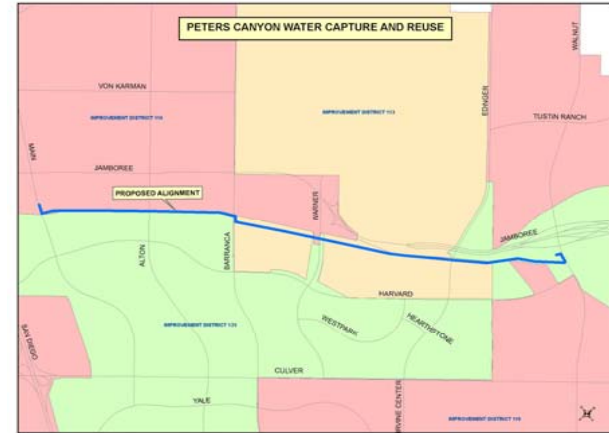 PETERS CANYON WATER CAPTURE AND REUSE
WALNUT
VON KARMAN
EDINGER
IMPROVEMENT DISTRICT 113
TUSTIN RANCH
MAIN
JAMBOREE
PROPOSED ALIGNMENT
WARNER
JAMBOREE
ALTON
BARRANCA
HARVARD
WESTPARK
HEARTHSTONE
SAN DIEGO
CULVER
YALE
IRVINE CENTER